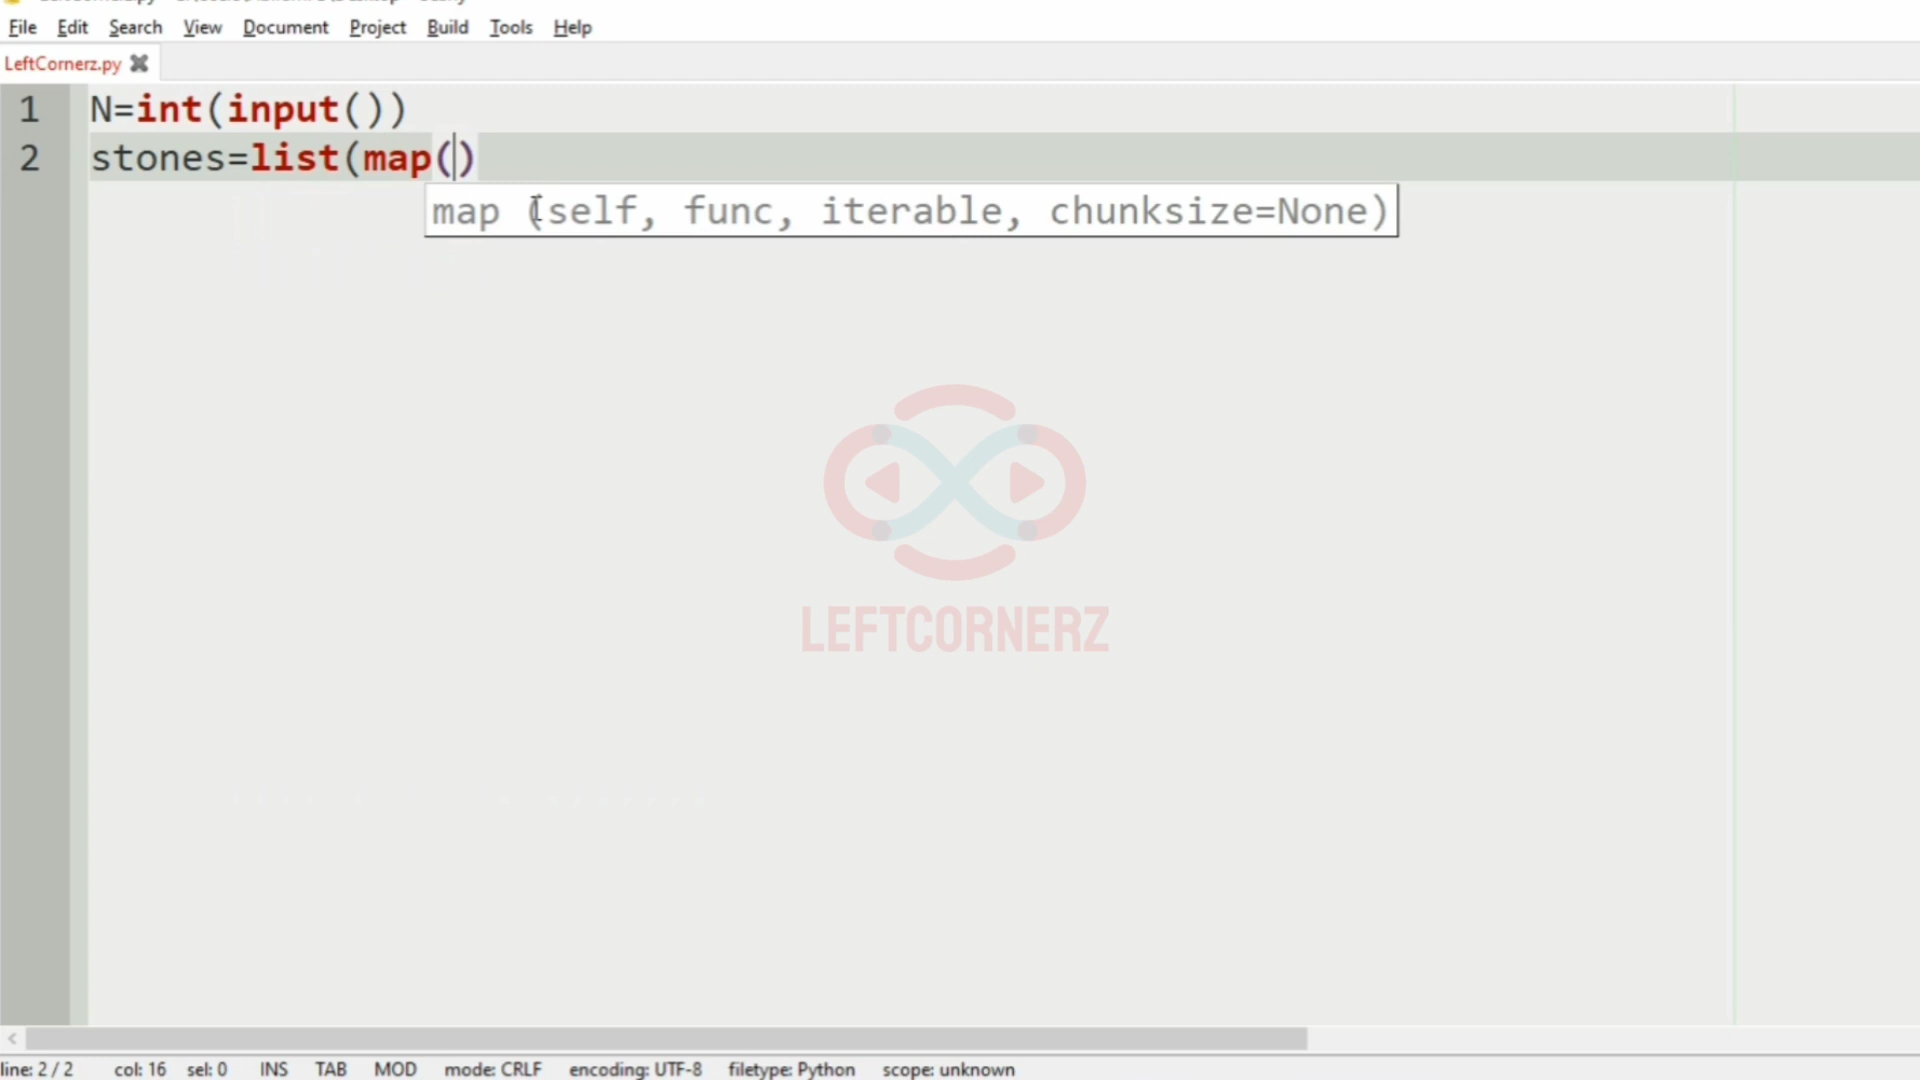 File Edit Search View Document Project Build Tools Help
LeftCornerz.py
1 N=int(input())
2 stones=list(map()
map (self, func, iterable, chunksize=None)
LEFTCORNERZ
line: 2 / 2 col: 16 sel: 0 INS TAB MOD mode: CRLF encoding: UTF-8 filetype: Python scope: unknown